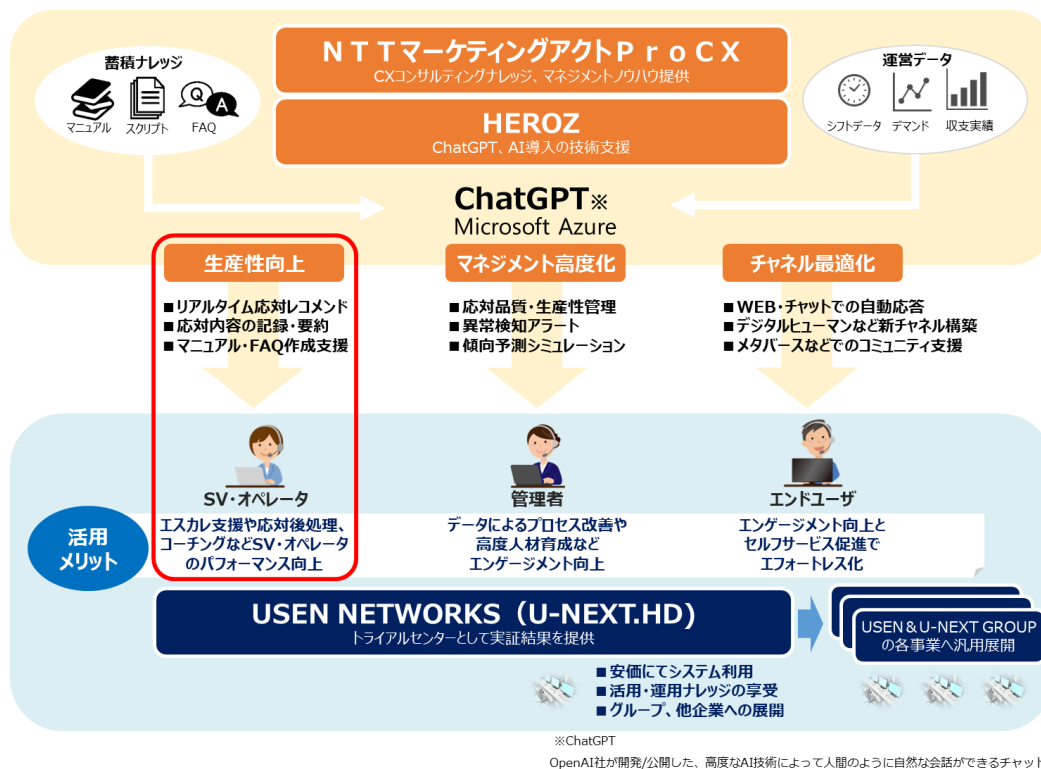 蓄積ナレッジ
マニュアル
スクリプト
Q
A
FAQ
NTTマーケティングアクトProCX
CXコンサルティングナレッジ、マネジメントノウハウ提供
HEROZ
ChatGPT、AI導入の技術支援
運営データ
シフトデータ
デマンド
収支実績
ChatGPT※
Microsoft Azure
生産性向上
■リアルタイム応対レコメンド
■応対内容の記録・要約
■マニュアル・FAQ作成支援
マネジメント高度化
■応対品質・生産性管理
■異常検知アラート
■傾向予測シミュレーション
チャネル最適化
■WEB・チャットでの自動応答
■デジタルヒューマンなど新チャネル構築
■メタバースなどでのコミュニティ支援
活用
メリット
SV・オペレータ
エスカレ支援や応対後処理、
コーチングなどSV・オペレータ
のパフォーマンス向上
管理者
データによるプロセス改善や
高度人材育成など
エンゲージメント向上
エンドユーザ
エンゲージメント向上と
セルフサービス促進で
エフォートレス化
USEN NETWORKS(U-NEXT.HD)
トライアルセンターとして実証結果を提供
USEN&U-NEXT GROUP
の各事業へ汎用展開
■安価にてシステム利用
■活用・運用ナレッジの享受
■グループ、他企業への展開
※ChatGPT
OpenAI社が開発/公開した、高度なAI技術によって人間のように自然な会話ができるチャット